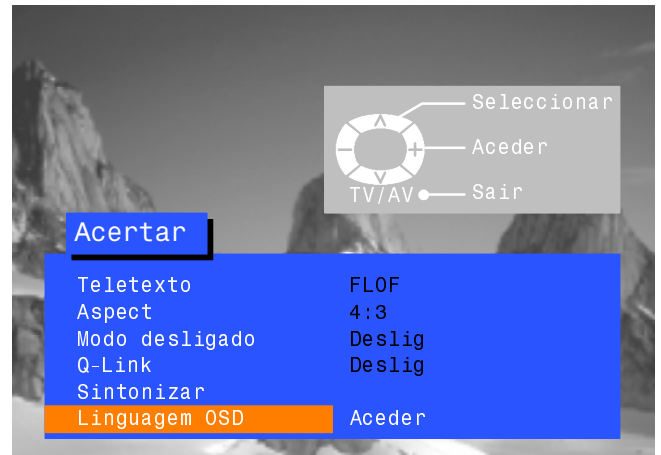 Seleccionar
Aceder
TV/AV Sair
Acertar
Teletexto FLOF
Aspect 4:3
Modo desligado Deslig
Q-Link Deslig
Sintonizar
Linguagem OSD Aceder